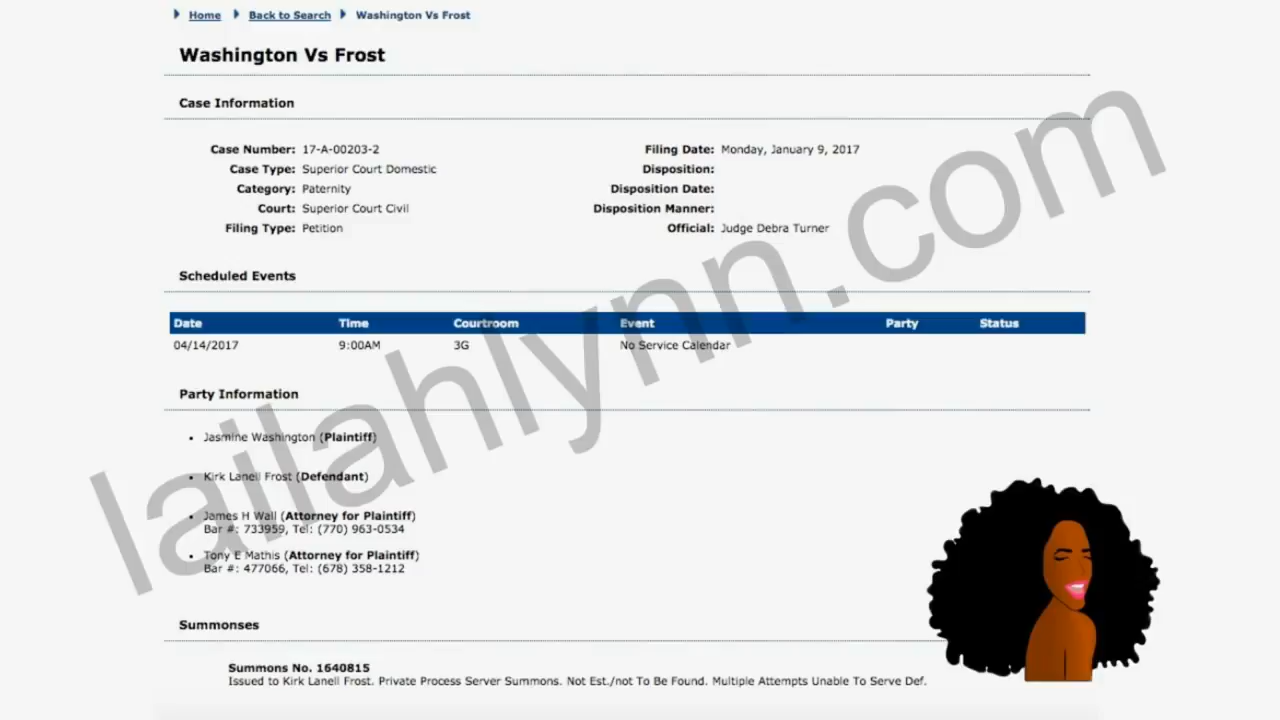 Home Back to Search Washington Vs Frost
Washington Vs Frost
Case Information
Case Number: 17-A-00203-2
Case Type: Superior Court Domestic
Category: Paternity
Court: Superior Court Civil
Filing Type: Petition
Filing Date: Monday, January 9, 2017
Disposition:
Disposition Date:
Disposition Manner:
Official: Judge Debra Turner
Scheduled Events
Date Time Courtroom Event Party Status
04/14/2017 9:00AM 3G No Service Calendar
Party Information
Jasmine Washington (Plaintiff)
Kirk Lanell Frost (Defendant)
James H Wall (Attorney for Plaintiff)
Bar #: 733959, Tel: (770) 963-0534
Tony E Mathis (Attorney for Plaintiff)
Bar #: 477066, Tel: (678) 358-1212
Summonses
Summons No. 1640815
Issued to Kirk Lanell Frost. Private Process Server Summons. Not Est./not To Be Found. Multiple Attempts Unable To Serve Def.
lailahlynn.com